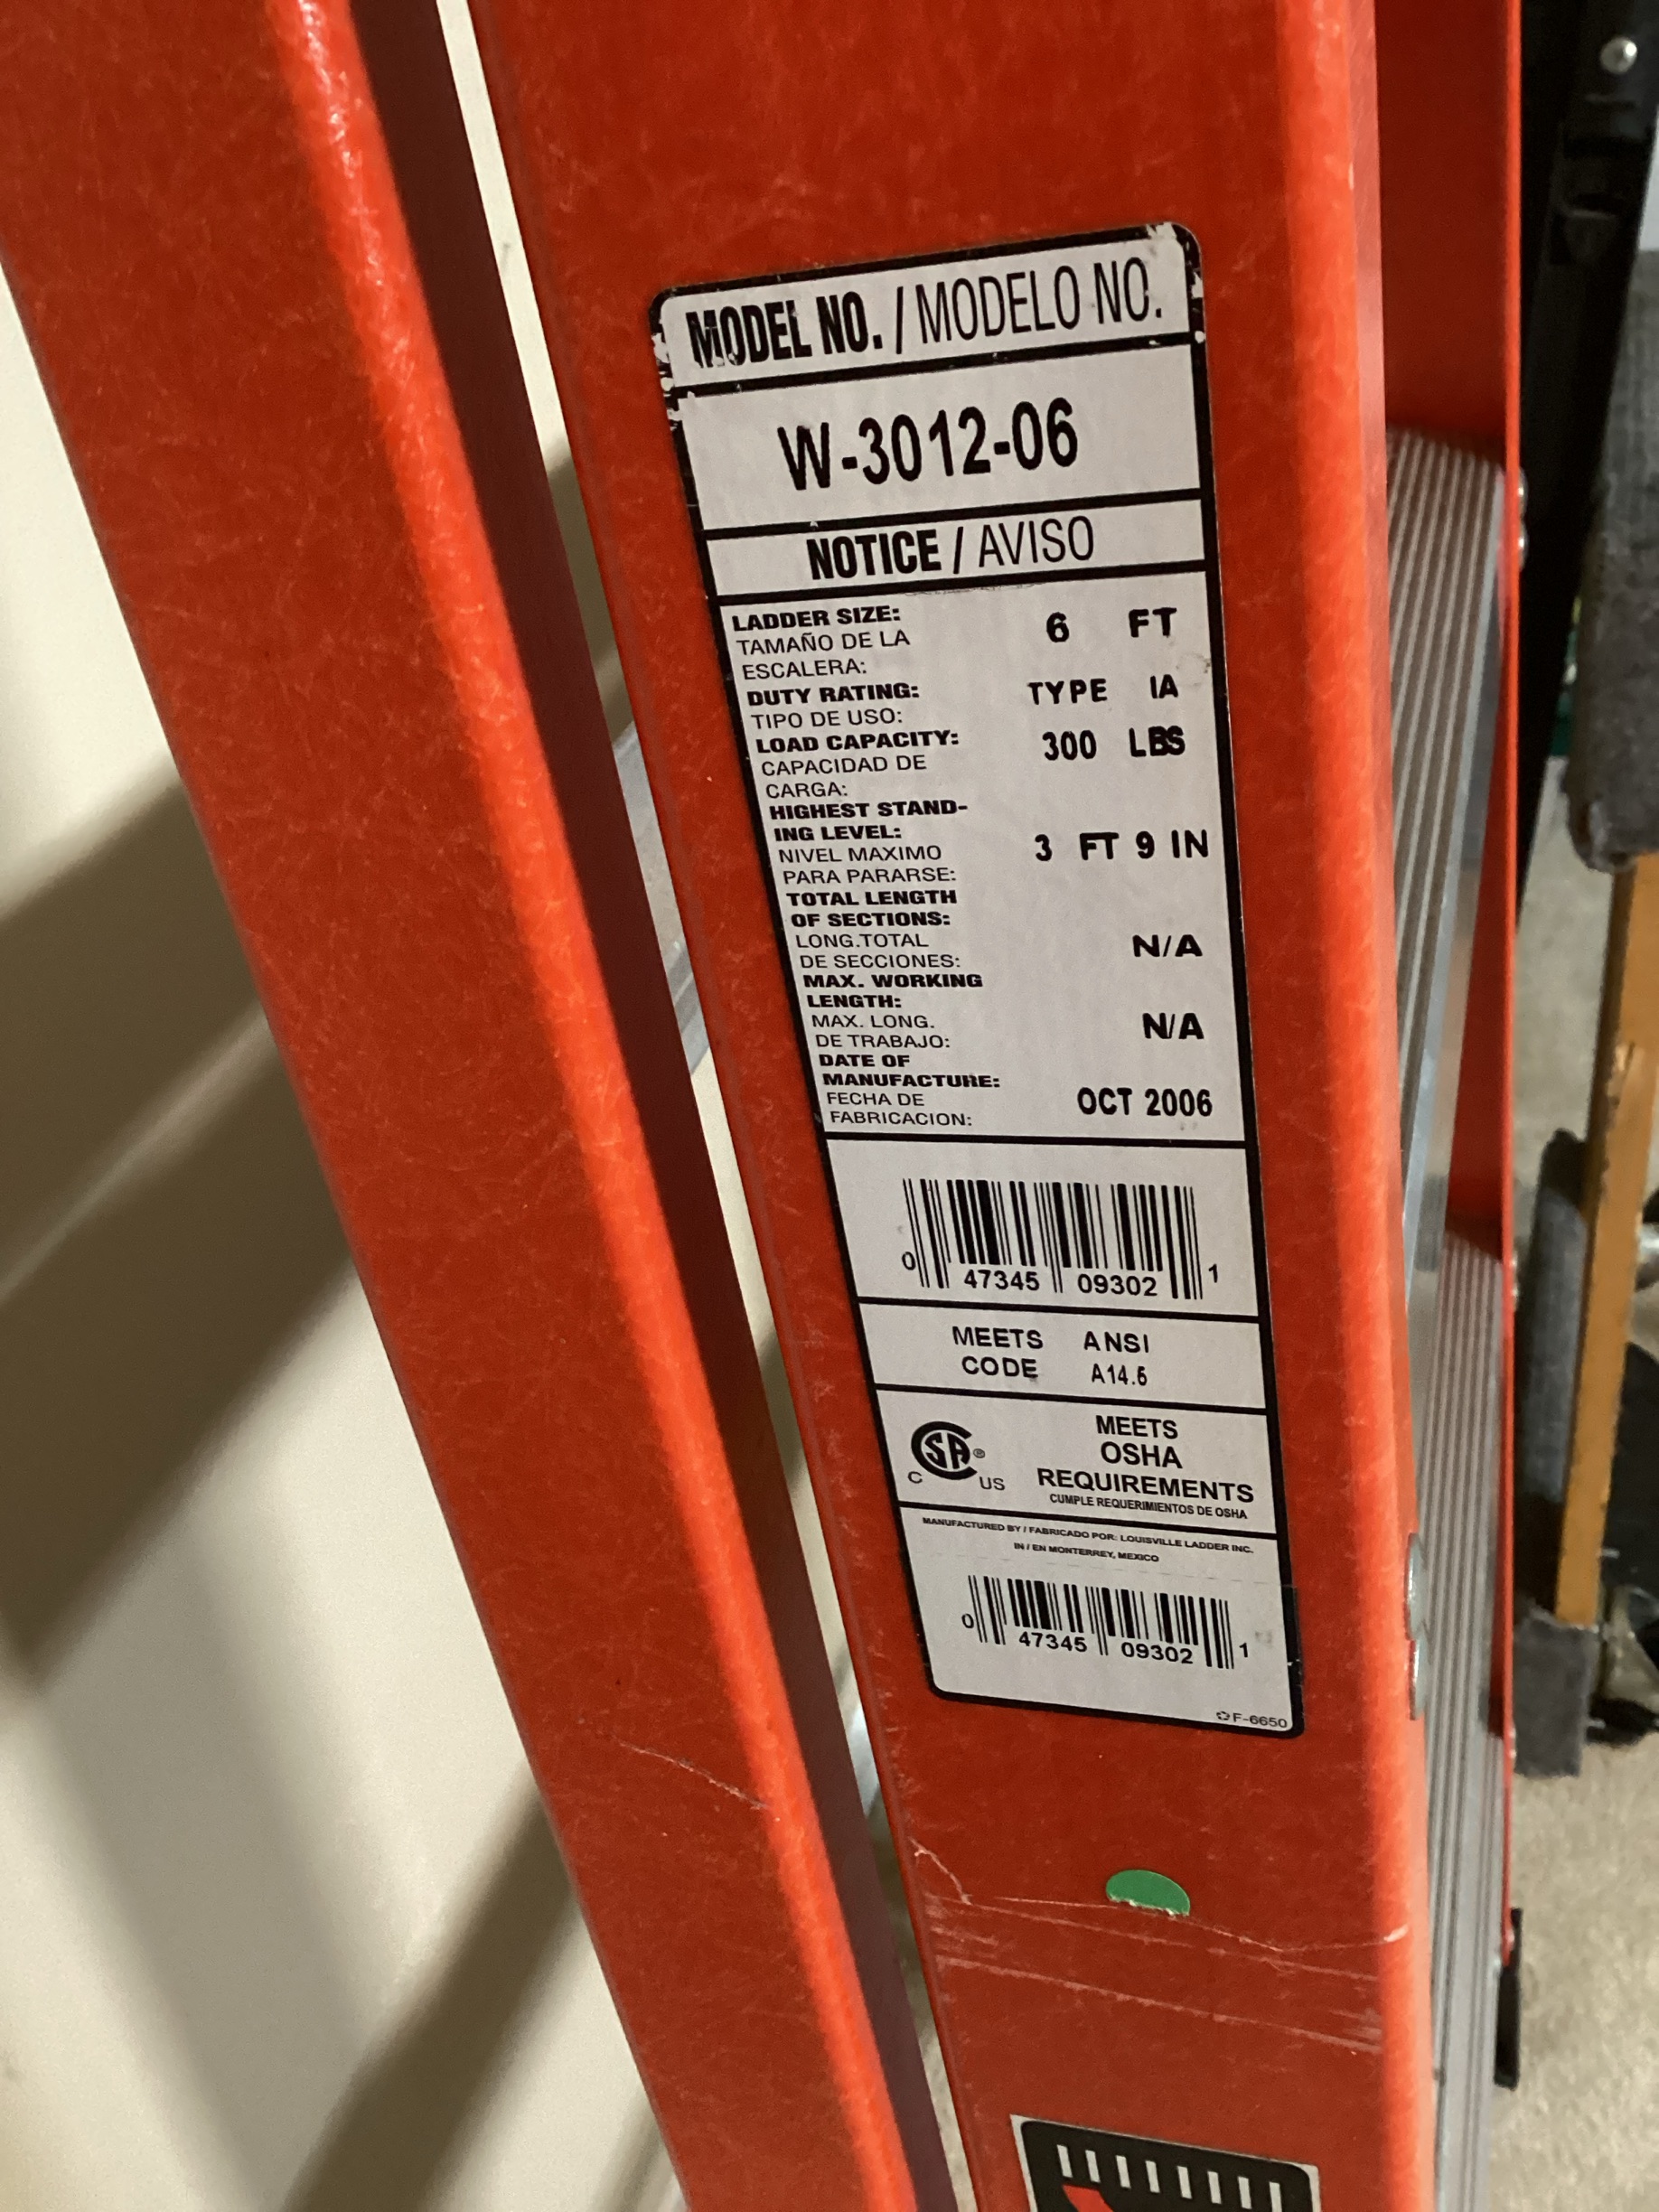 MODEL NO. / MODELO NO.
W-3012-06
NOTICE / AVISO
LADDER SIZE: 6 FT
TAMAÑO DE LA
ESCALERA:
DUTY RATING: TYPE IA
TIPO DE USO:
LOAD CAPACITY: 300 LBS
CAPACIDAD DE
CARGA:
HIGHEST STAND-
ING LEVEL: 3 FT 9 IN
NIVEL MAXIMO
PARA PARARSE:
TOTAL LENGTH
OF SECTIONS:
LONG.TOTAL N/A
DE SECCIONES:
MAX. WORKING
LENGTH:
MAX. LONG. N/A
DE TRABAJO:
DATE OF
MANUFACTURE:
FECHA DE OCT 2006
FABRICACION:
0 47345 09302 1
MEETS ANSI
CODE A14.5
CSA® C US
MEETS
OSHA
REQUIREMENTS
CUMPLE REQUERIMIENTOS DE OSHA
MANUFACTURED BY / FABRICADO POR: LOUISVILLE LADDER INC.
IN / EN MONTERREY, MEXICO
0 47345 09302 1
F-6650